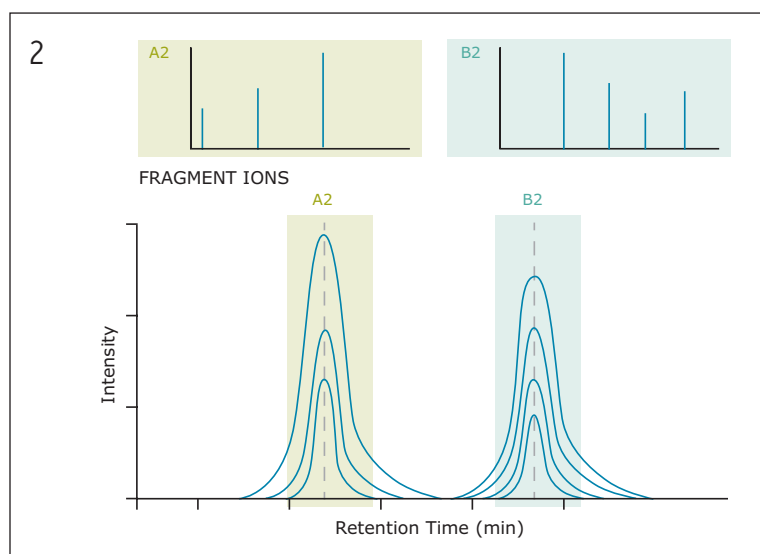 2
A2
B2
FRAGMENT IONS
A2
B2
Intensity
Retention Time (min)